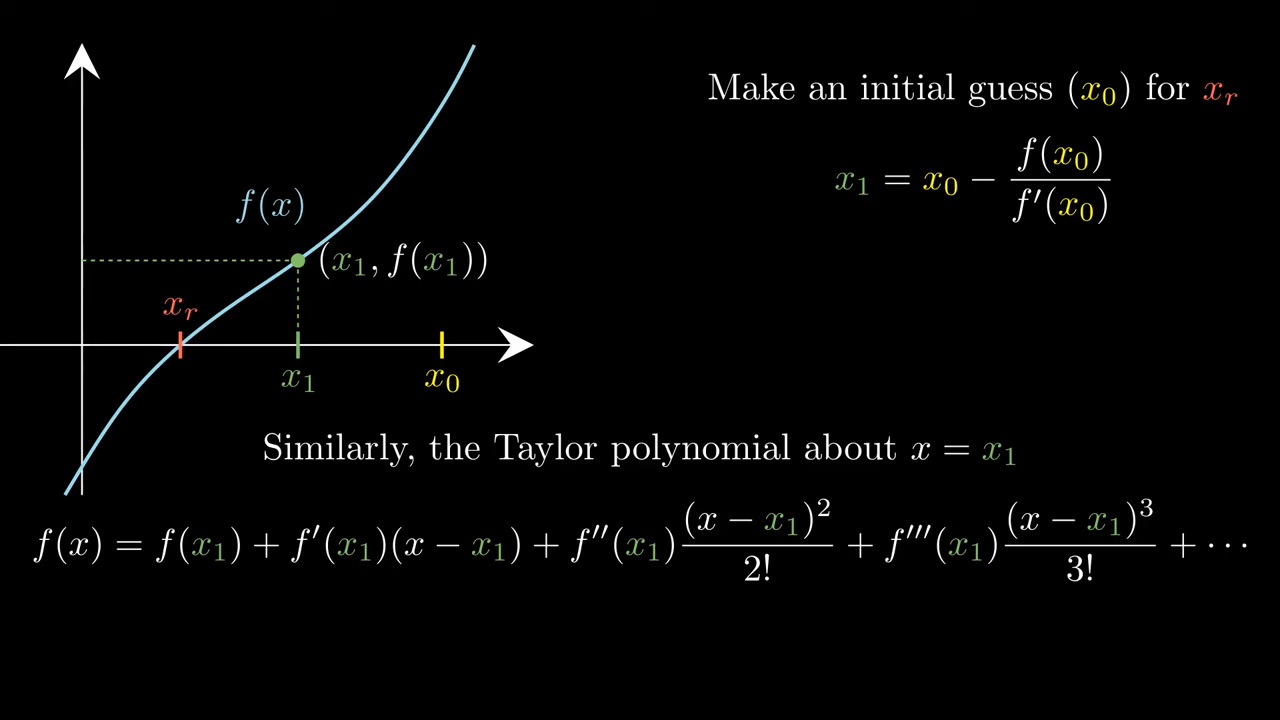 Make an initial guess (x₀) for xᵣ
x₁ = x₀ − f(x₀)/f′(x₀)
f(x)
(x₁, f(x₁))
xᵣ
x₁ x₀
Similarly, the Taylor polynomial about x = x₁
f(x) = f(x₁) + f′(x₁)(x − x₁) + f″(x₁) (x − x₁)²/2! + f‴(x₁) (x − x₁)³/3! + ⋯